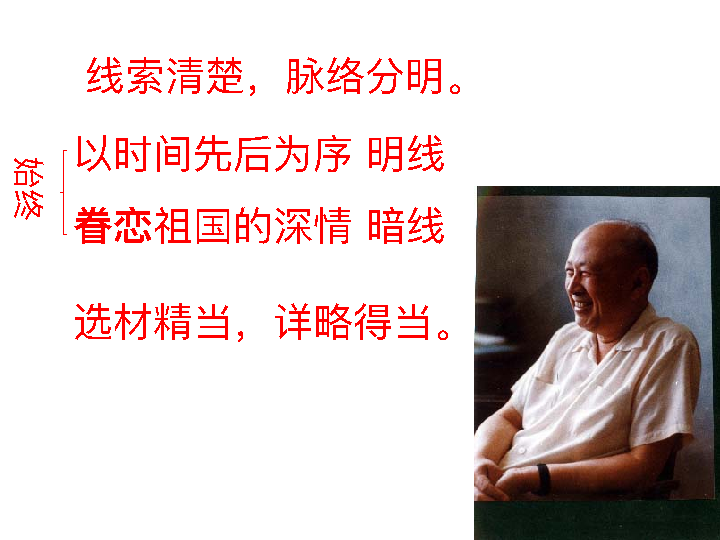 线索清楚，脉络分明。
始终
以时间先后为序 明线
眷恋祖国的深情 暗线
选材精当，详略得当。